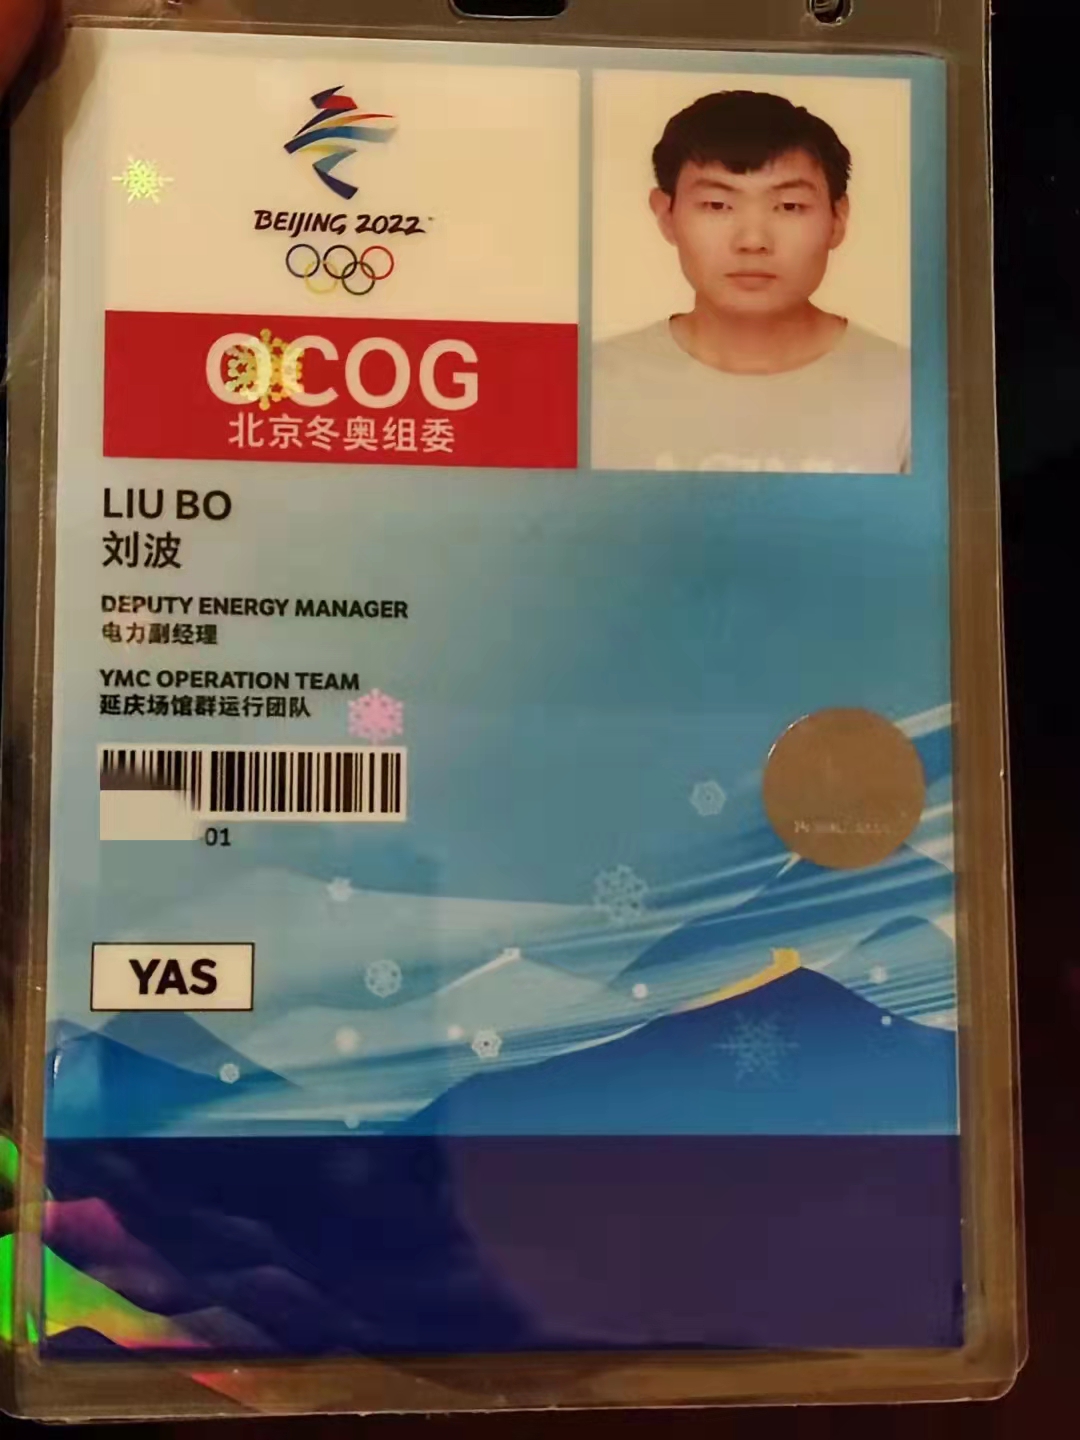 BEIJING 2022
OCOG
北京冬奥组委
LIU BO
刘波
DEPUTY ENERGY MANAGER
电力副经理
YMC OPERATION TEAM
延庆场馆群运行团队
-01
YAS